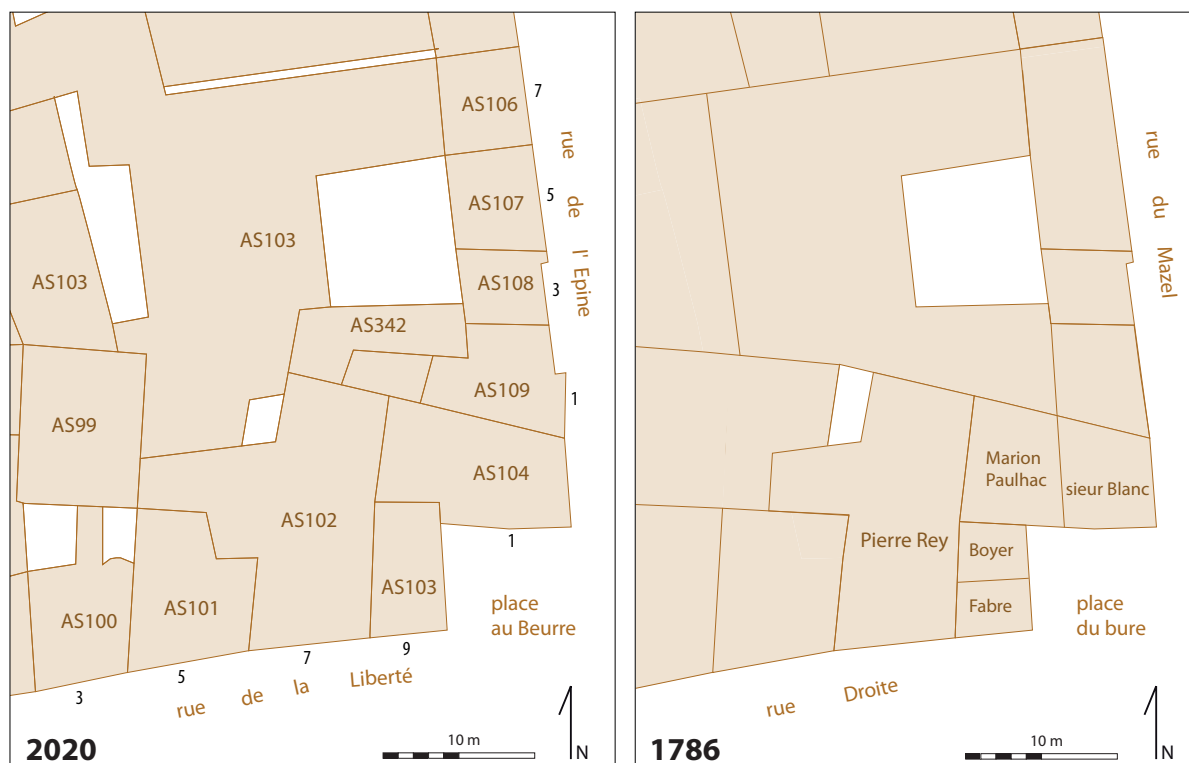 AS106
7
rue de l' Epine
AS107
5
AS103
AS103
AS108
3
AS342
AS109
1
AS99
AS104
AS102
1
AS103
AS101
AS100
place
au Beurre
9
7
5
3
rue de la Liberté
2020
10 m
N
rue du Mazel
Marion
Paulhac
sieur Blanc
Pierre Rey
Boyer
Fabre
place
du bure
rue Droite
1786
10 m
N